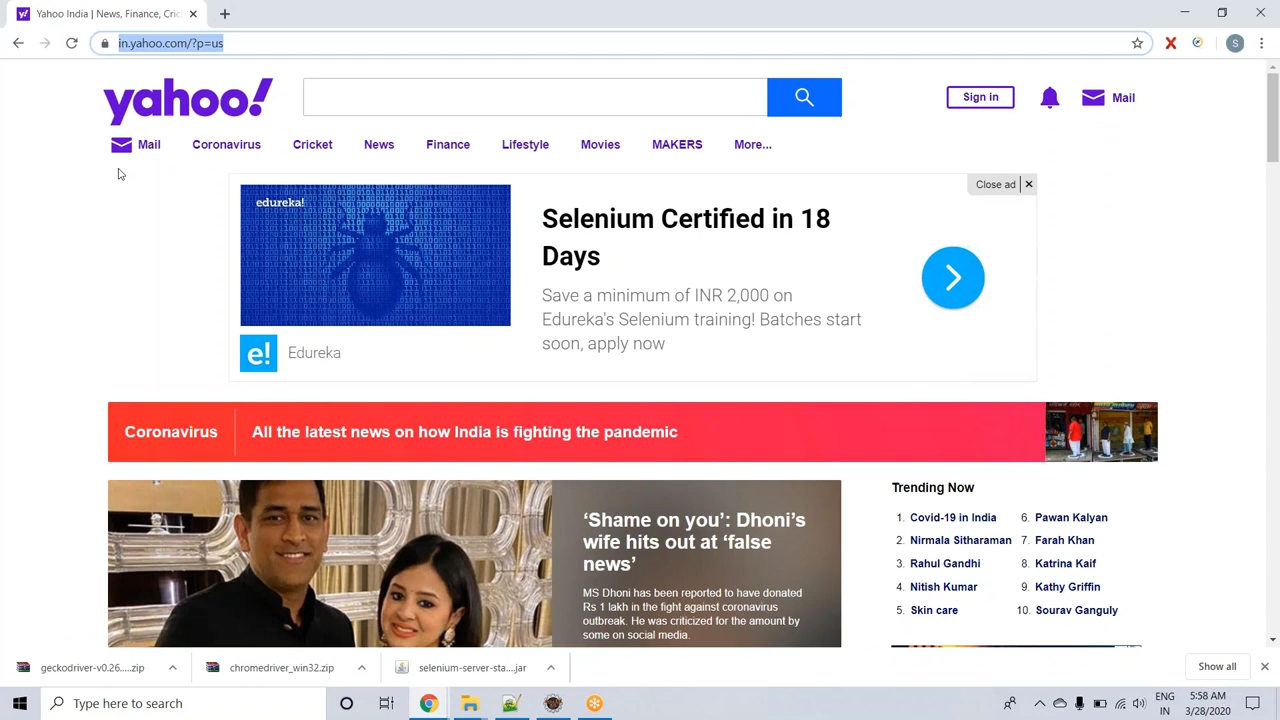 Yahoo India | News, Finance, Cric
in.yahoo.com/?p=us
S
yahoo!
Sign in
Mail
Mail
Coronavirus
Cricket
News
Finance
Lifestyle
Movies
MAKERS
More...
Close ad
edureka!
Selenium Certified in 18
Days
Save a minimum of INR 2,000 on
Edureka's Selenium training! Batches start
soon, apply now
e!
Edureka
Coronavirus
All the latest news on how India is fighting the pandemic
‘Shame on you’: Dhoni’s
wife hits out at ‘false
news’
MS Dhoni has been reported to have donated
Rs 1 lakh in the fight against coronavirus
outbreak. He was criticized for the amount by
some on social media.
Trending Now
1. Covid-19 in India
2. Nirmala Sitharaman
3. Rahul Gandhi
4. Nitish Kumar
5. Skin care
6. Pawan Kalyan
7. Farah Khan
8. Katrina Kaif
9. Kathy Griffin
10. Sourav Ganguly
geckodriver-v0.26....zip
chromedriver_win32.zip
selenium-server-sta....jar
Show all
Type here to search
ENG
IN
5:58 AM
3/28/2020